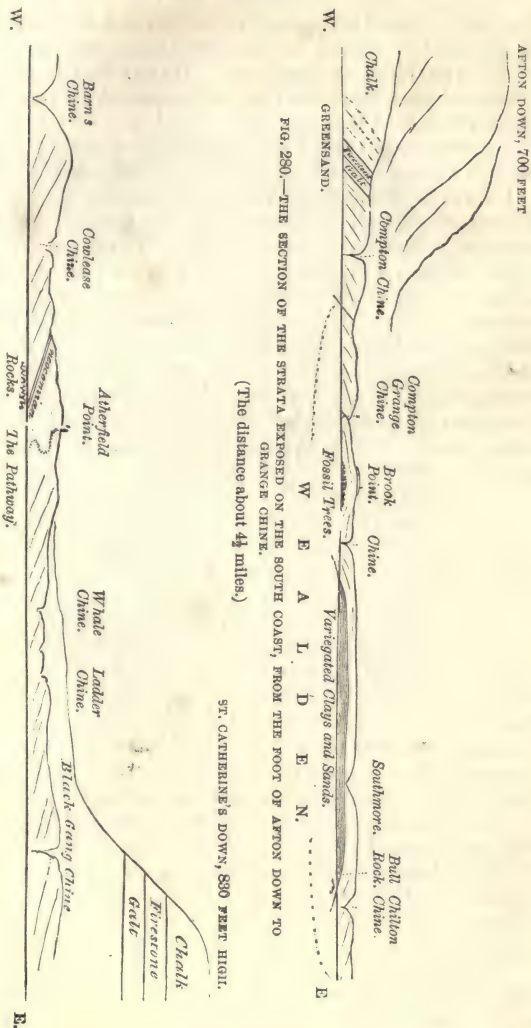 AFTON DOWN, 700 FEET
W.
Chalk.
GREENSAND.
Galt
Compton Chine.
Compton
Grange
Chine.
Brook
Point.
Chine.
Southmore.
Bull
Rock.
Chilton
Chine.
Fossil Trees.
Variegated Clays and Sands.
WEALDEN.
E
FIG. 280.—THE SECTION OF THE STRATA EXPOSED ON THE SOUTH COAST, FROM THE FOOT OF AFTON DOWN TO
GRANGE CHINE.
(The distance about 4½ miles.)
ST. CATHERINE'S DOWN, 830 FEET HIGH.
W.
Barn's
Chine.
Cowlease
Chine.
Atherfield
Point.
Whale
Chine.
Ladder
Chine.
Black Gang Chine
Chalk
Firestone
Galt
Rocks.
The Pathway.
E.